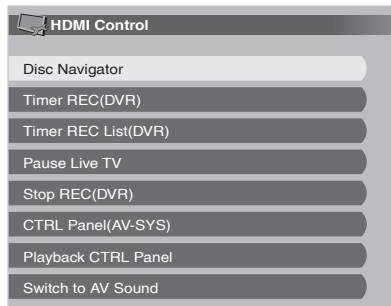 HDMI Control
Disc Navigator
Timer REC(DVR)
Timer REC List(DVR)
Pause Live TV
Stop REC(DVR)
CTRL Panel(AV-SYS)
Playback CTRL Panel
Switch to AV Sound